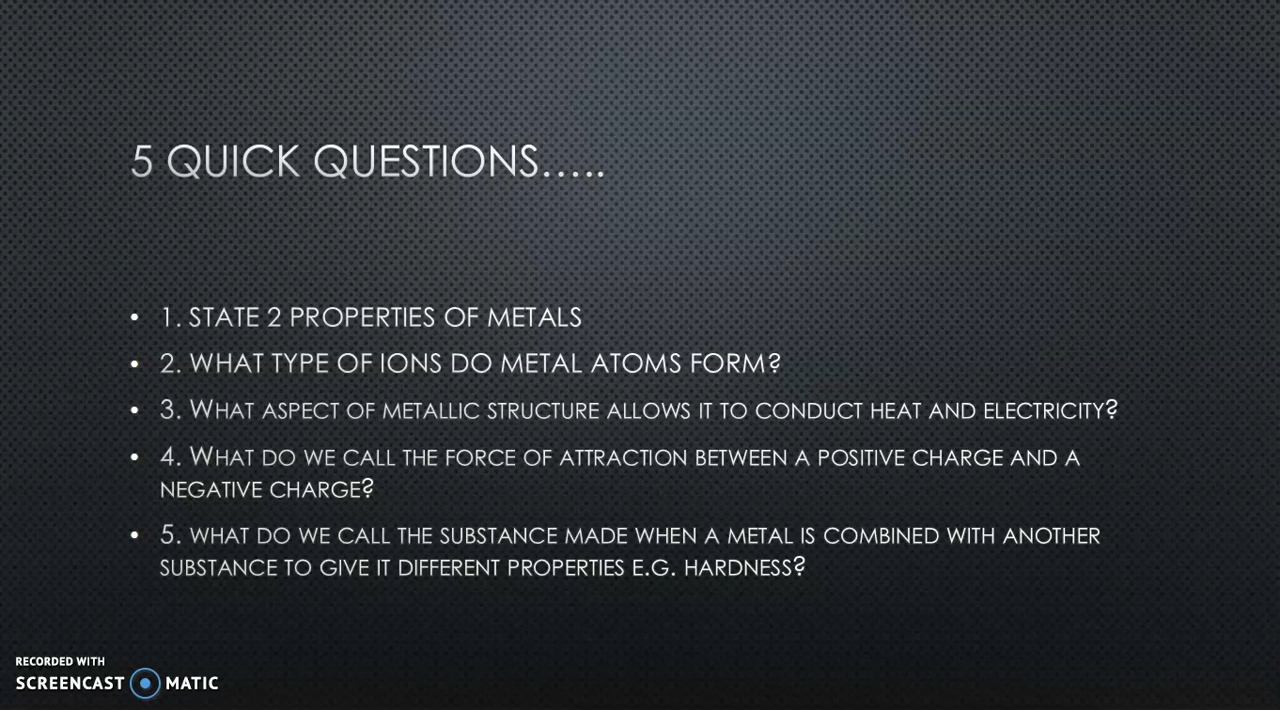 5 QUICK QUESTIONS…..
• 1. STATE 2 PROPERTIES OF METALS
• 2. WHAT TYPE OF IONS DO METAL ATOMS FORM?
• 3. WHAT ASPECT OF METALLIC STRUCTURE ALLOWS IT TO CONDUCT HEAT AND ELECTRICITY?
• 4. WHAT DO WE CALL THE FORCE OF ATTRACTION BETWEEN A POSITIVE CHARGE AND A
NEGATIVE CHARGE?
• 5. WHAT DO WE CALL THE SUBSTANCE MADE WHEN A METAL IS COMBINED WITH ANOTHER
SUBSTANCE TO GIVE IT DIFFERENT PROPERTIES E.G. HARDNESS?
RECORDED WITH
SCREENCAST MATIC